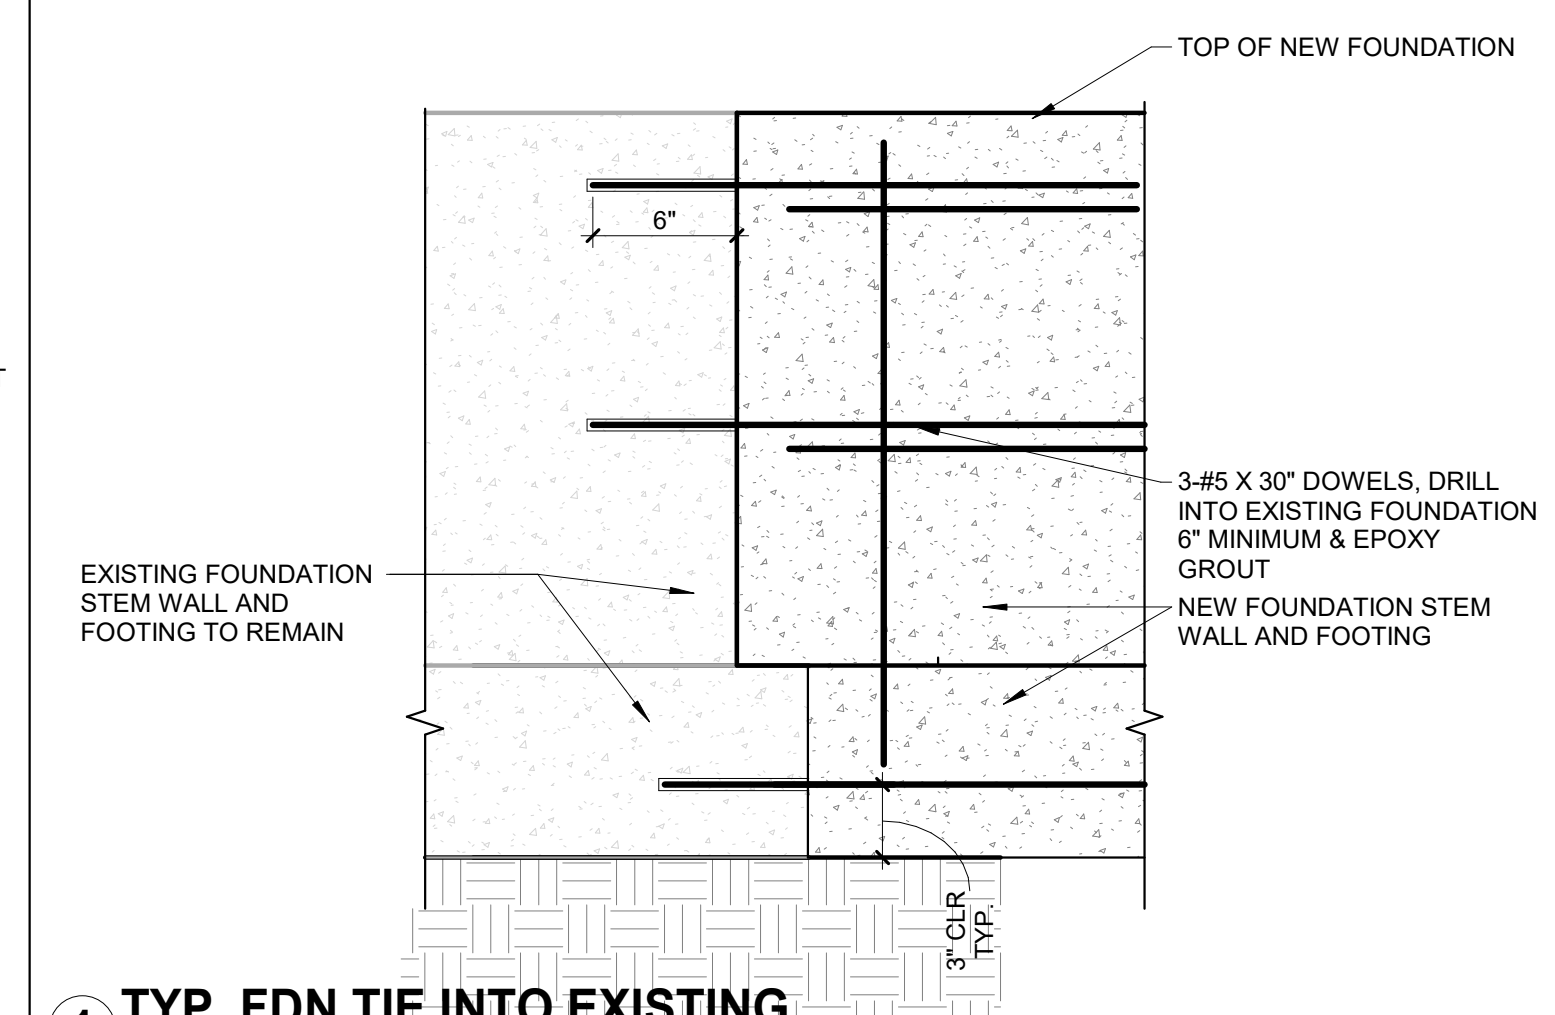 TOP OF NEW FOUNDATION
6"
3-#5 X 30" DOWELS, DRILL
INTO EXISTING FOUNDATION
6" MINIMUM & EPOXY
GROUT
EXISTING FOUNDATION
STEM WALL AND
FOOTING TO REMAIN
NEW FOUNDATION STEM
WALL AND FOOTING
3" CLR
TYP.
TYP FDN TIE INTO EXISTING